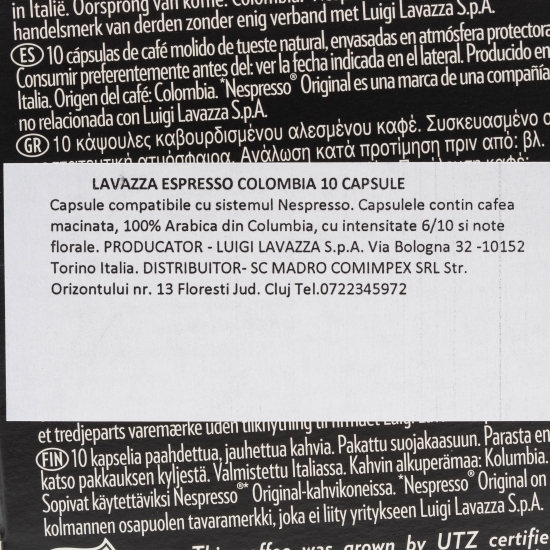 in Italië. Oorsprong van koffie: Colombia.
handelsmerk van derden zonder enig verband met Luigi Lavazza S.p.A.
ES 10 cápsulas de café molido de tueste natural, envasadas en atmósfera protectora
Consumir preferentemente antes del: ver la fecha indicada en el lateral. Producido en
Italia. Origen del café: Colombia. *Nespresso® Original es una marca de una compañía
no relacionada con Luigi Lavazza S.p.A.
GR 10 κάψουλες καβουρδισμένου αλεσμένου καφέ. Συσκευασμένο σ
ατμόσφαιρα. Ανάλωση κατά προτίμηση πριν από: βλ.
LAVAZZA ESPRESSO COLOMBIA 10 CAPSULE
Capsule compatibile cu sistemul Nespresso. Capsulele contin cafea
macinata, 100% Arabica din Columbia, cu intensitate 6/10 si note
florale. PRODUCATOR - LUIGI LAVAZZA S.p.A. Via Bologna 32 -10152
Torino Italia. DISTRIBUITOR- SC MADRO COMIMPEX SRL Str.
Orizontului nr. 13 Floresti Jud. Cluj Tel.0722345972
et tredjeparts varemærke uden tilknytning til firmaet
FIN 10 kapselia paahdettua, jauhettua kahvia. Pakattu suojakaasuun. Parasta en
katso pakkauksen kyljestä. Valmistettu Italiassa. Kahvin alkuperämaa: Kolumbia.
Sopivat käytettäviksi Nespresso®* Original-kahvikoneissa. *Nespresso® Original on
kolmannen osapuolen tavaramerkki, joka ei liity yritykseen Luigi Lavazza S.p.A.
This coffee was grown by UTZ certifie